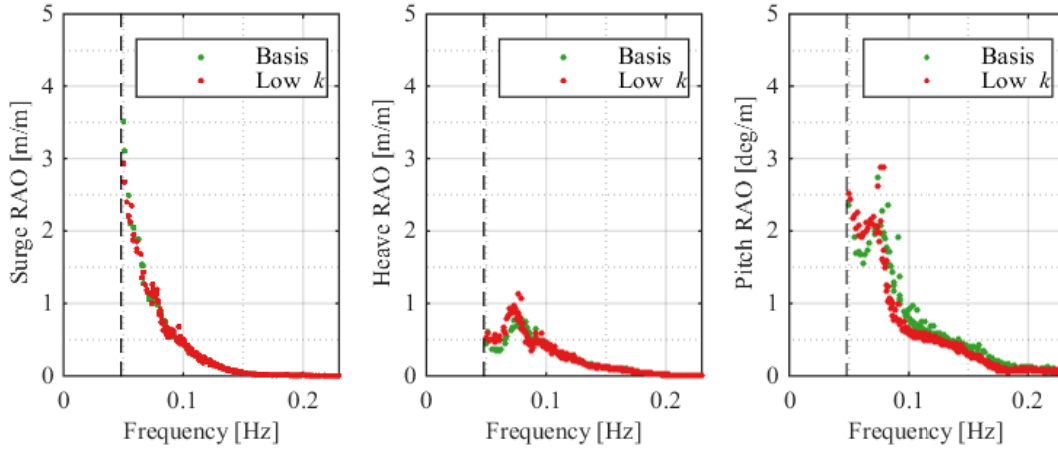 Surge RAO [m/m]
5
4
3
2
1
0
Basis
Low k
0
0.1
0.2
Frequency [Hz]
Heave RAO [m/m]
5
4
3
2
1
0
Basis
Low k
0
0.1
0.2
Frequency [Hz]
Pitch RAO [deg/m]
5
4
3
2
1
0
Basis
Low k
0
0.1
0.2
Frequency [Hz]